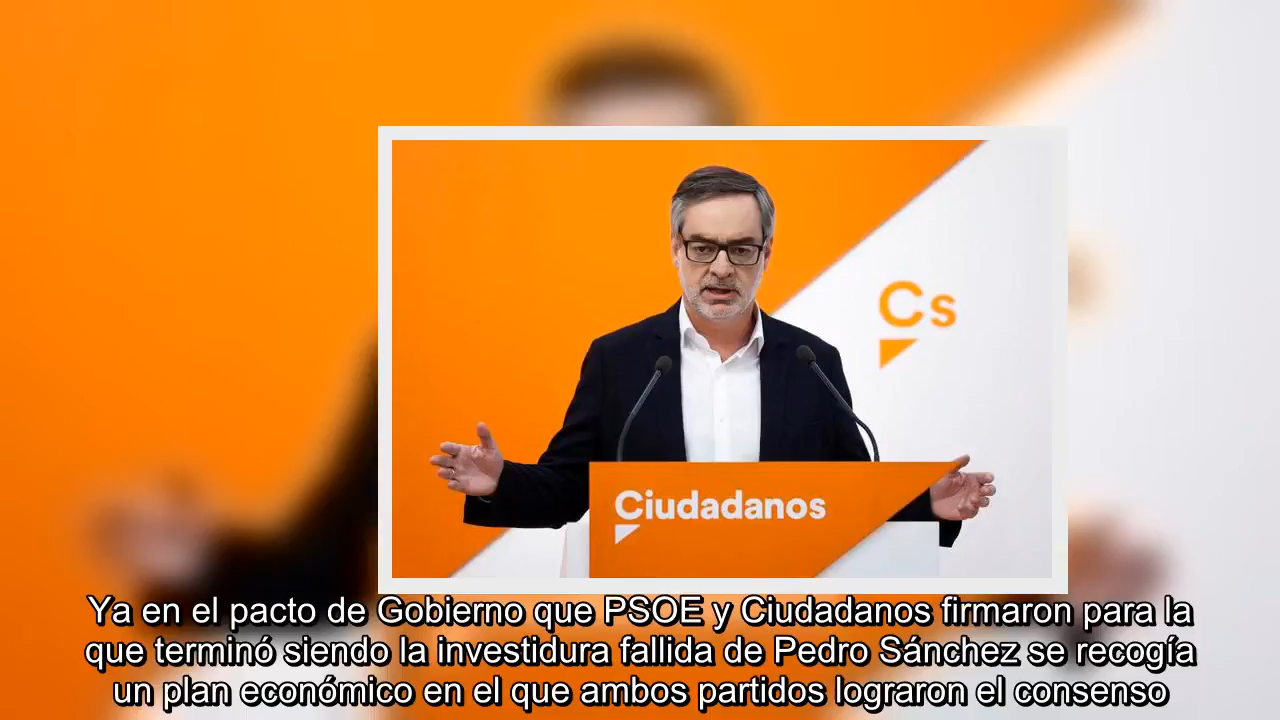 Cs
Ciudadanos
Ya en el pacto de Gobierno que PSOE y Ciudadanos firmaron para la
que terminó siendo la investidura fallida de Pedro Sánchez se recogía
un plan económico en el que ambos partidos lograron el consenso